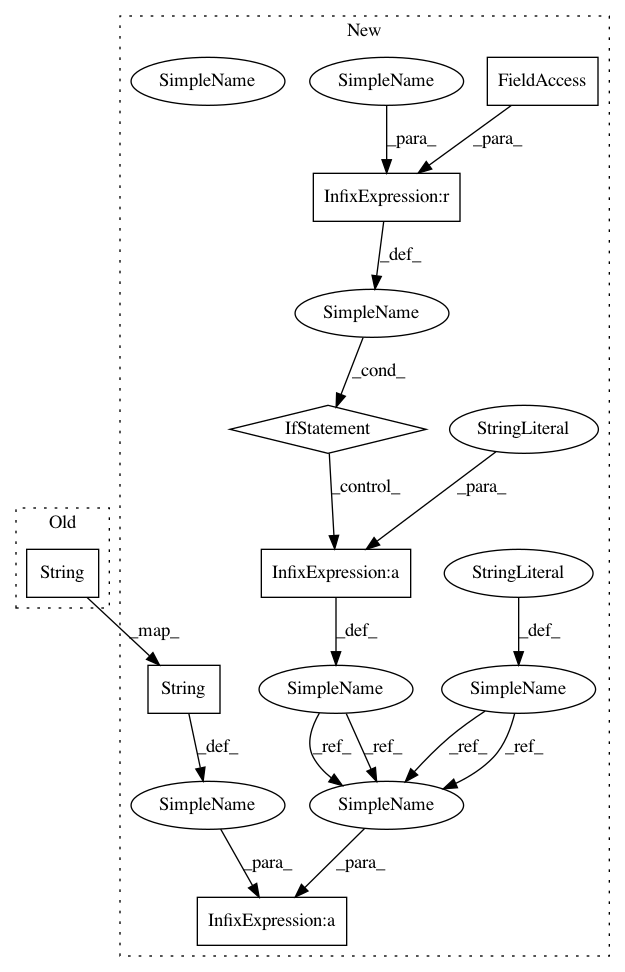 New
SimpleName
SimpleName
FieldAccess
_para_
_para_
InfixExpression:r
_def_
SimpleName
_cond_
IfStatement
StringLiteral
_control_
_para_
Old
String
InfixExpression:a
StringLiteral
_map_
_def_
_def_
String
SimpleName
SimpleName
_def_
_ref_
_ref_
_ref_
_ref_
SimpleName
SimpleName
_para_
_para_
InfixExpression:a